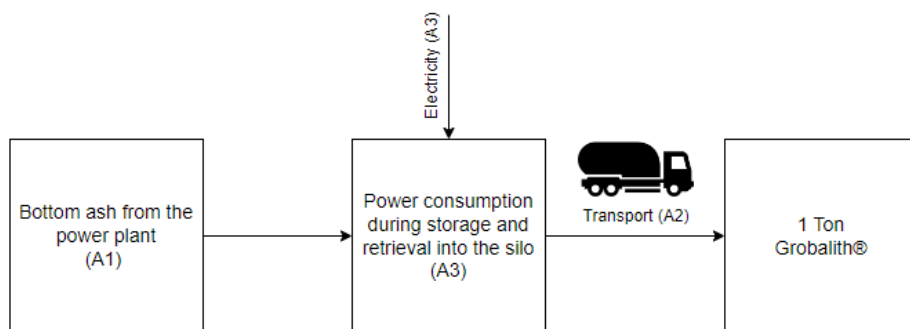 Electricity (A3)
Bottom ash from the
power plant
(A1)
Power consumption
during storage and
retrieval into the silo
(A3)
Transport (A2)
1 Ton
Grobalith®